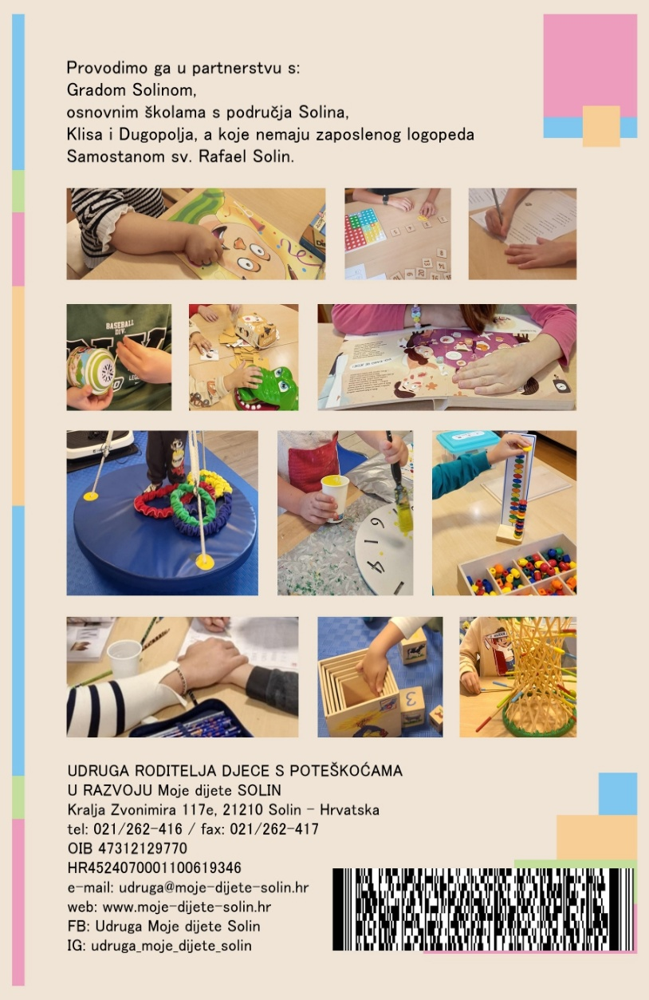 Provodimo ga u partnerstvu s:
Gradom Solinom,
osnovnim školama s područja Solina,
Klisa i Dugopolja, a koje nemaju zaposlenog logopeda
Samostanom sv. Rafael Solin.
BASEBALL
DIV.
UDRUGA RODITELJA DJECE S POTEŠKOĆAMA
U RAZVOJU Moje dijete SOLIN
Kralja Zvonimira 117e, 21210 Solin - Hrvatska
tel: 021/262-416 / fax: 021/262-417
OIB 47312129770
HR4524070001100619346
e-mail: udruga@moje-dijete-solin.hr
web: www.moje-dijete-solin.hr
FB: Udruga Moje dijete Solin
IG: udruga_moje_dijete_solin